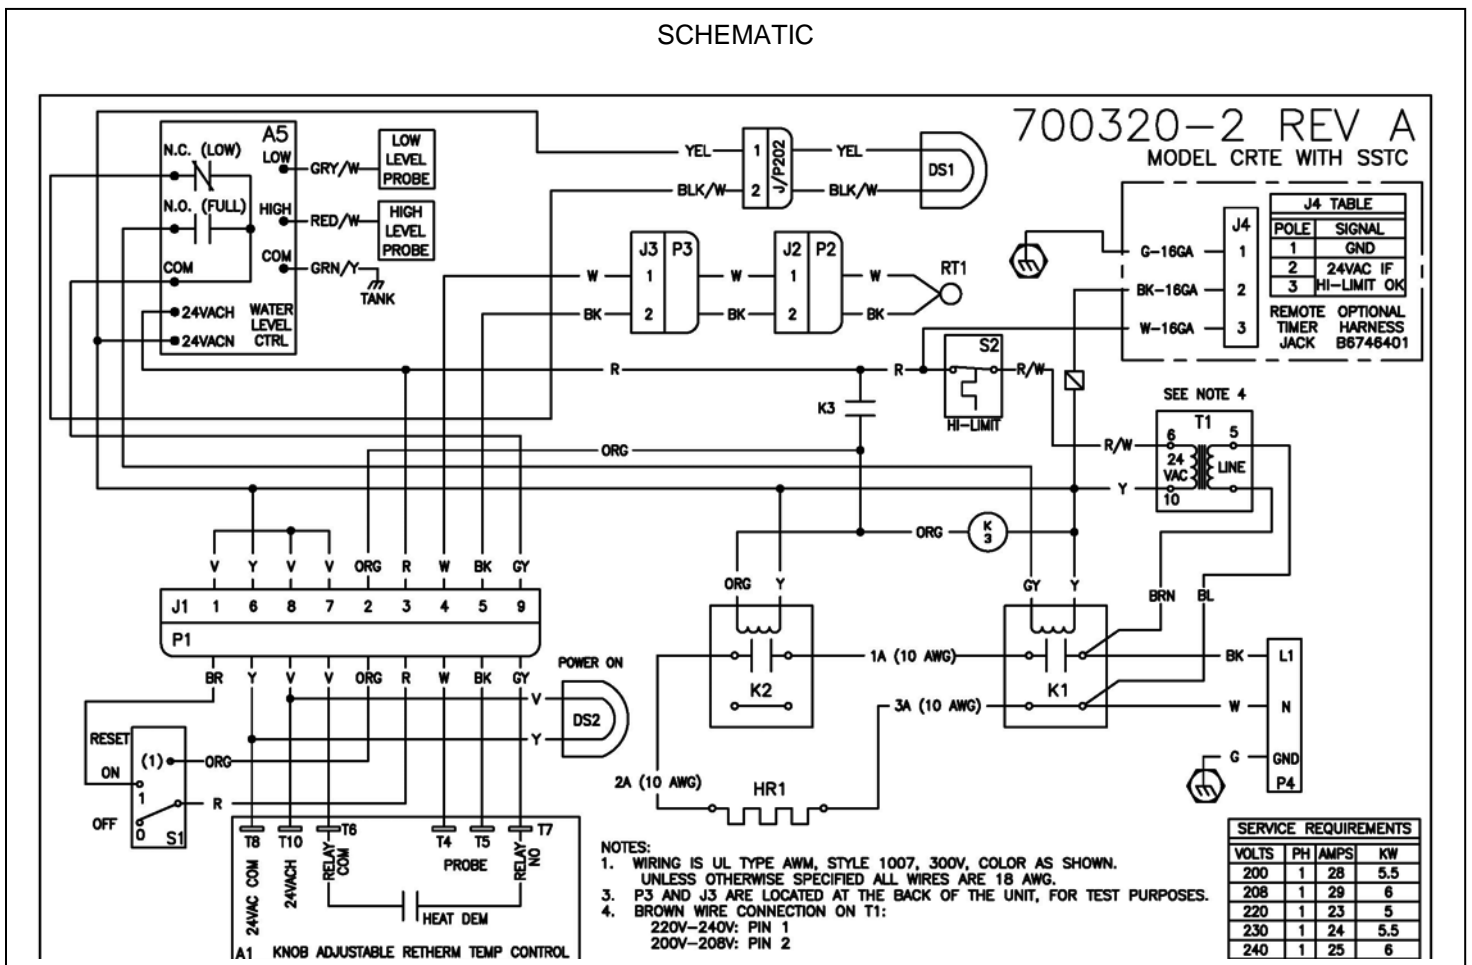 SCHEMATIC
700320-2 REV A
MODEL CRTE WITH SSTC
A5
N.C. (LOW)
LOW
GRY/W
LOW
LEVEL
PROBE
N.O. (FULL)
HIGH
RED/W
HIGH
LEVEL
PROBE
COM
COM
GRN/Y
TANK
24VACH
WATER
LEVEL
CTRL
24VACN
YEL
1
J/P202
YEL
DS1
BLK/W
2
BLK/W
J3 P3
W
1
W
BK
2
BK
J2 P2
1
W
2
BK
RT1
J4
G-16GA
1
BK-16GA
2
W-16GA
3
J4 TABLE
POLE SIGNAL
1 GND
2 24VAC IF
3 HI-LIMIT OK
REMOTE OPTIONAL
TIMER HARNESS
JACK B6746401
R
R
S2
R/W
HI-LIMIT
K3
ORG
SEE NOTE 4
T1
R/W
6
5
24
VAC
LINE
Y
10
ORG
K
3
V Y V V ORG R W BK GY
J1 1 6 8 7 2 3 4 5 9
P1
BR Y V V ORG R W BK GY
ORG Y
K2
GY Y
K1
BRN BL
1A (10 AWG)
3A (10 AWG)
2A (10 AWG)
HR1
BK
L1
W
N
G
GND
P4
POWER ON
V
DS2
Y
RESET
(1)
ORG
ON
1
R
OFF
0
S1
T8 T10 T6 T4 T5 T7
PROBE
24VAC COM
24VACH
RELAY
COM
RELAY
NO
HEAT DEM
A1 KNOB ADJUSTABLE RETHERM TEMP CONTROL
NOTES:
1. WIRING IS UL TYPE AWM, STYLE 1007, 300V, COLOR AS SHOWN.
UNLESS OTHERWISE SPECIFIED ALL WIRES ARE 18 AWG.
3. P3 AND J3 ARE LOCATED AT THE BACK OF THE UNIT, FOR TEST PURPOSES.
4. BROWN WIRE CONNECTION ON T1:
220V-240V: PIN 1
200V-208V: PIN 2
SERVICE REQUIREMENTS
VOLTS PH AMPS KW
200 1 28 5.5
208 1 29 6
220 1 23 5
230 1 24 5.5
240 1 25 6